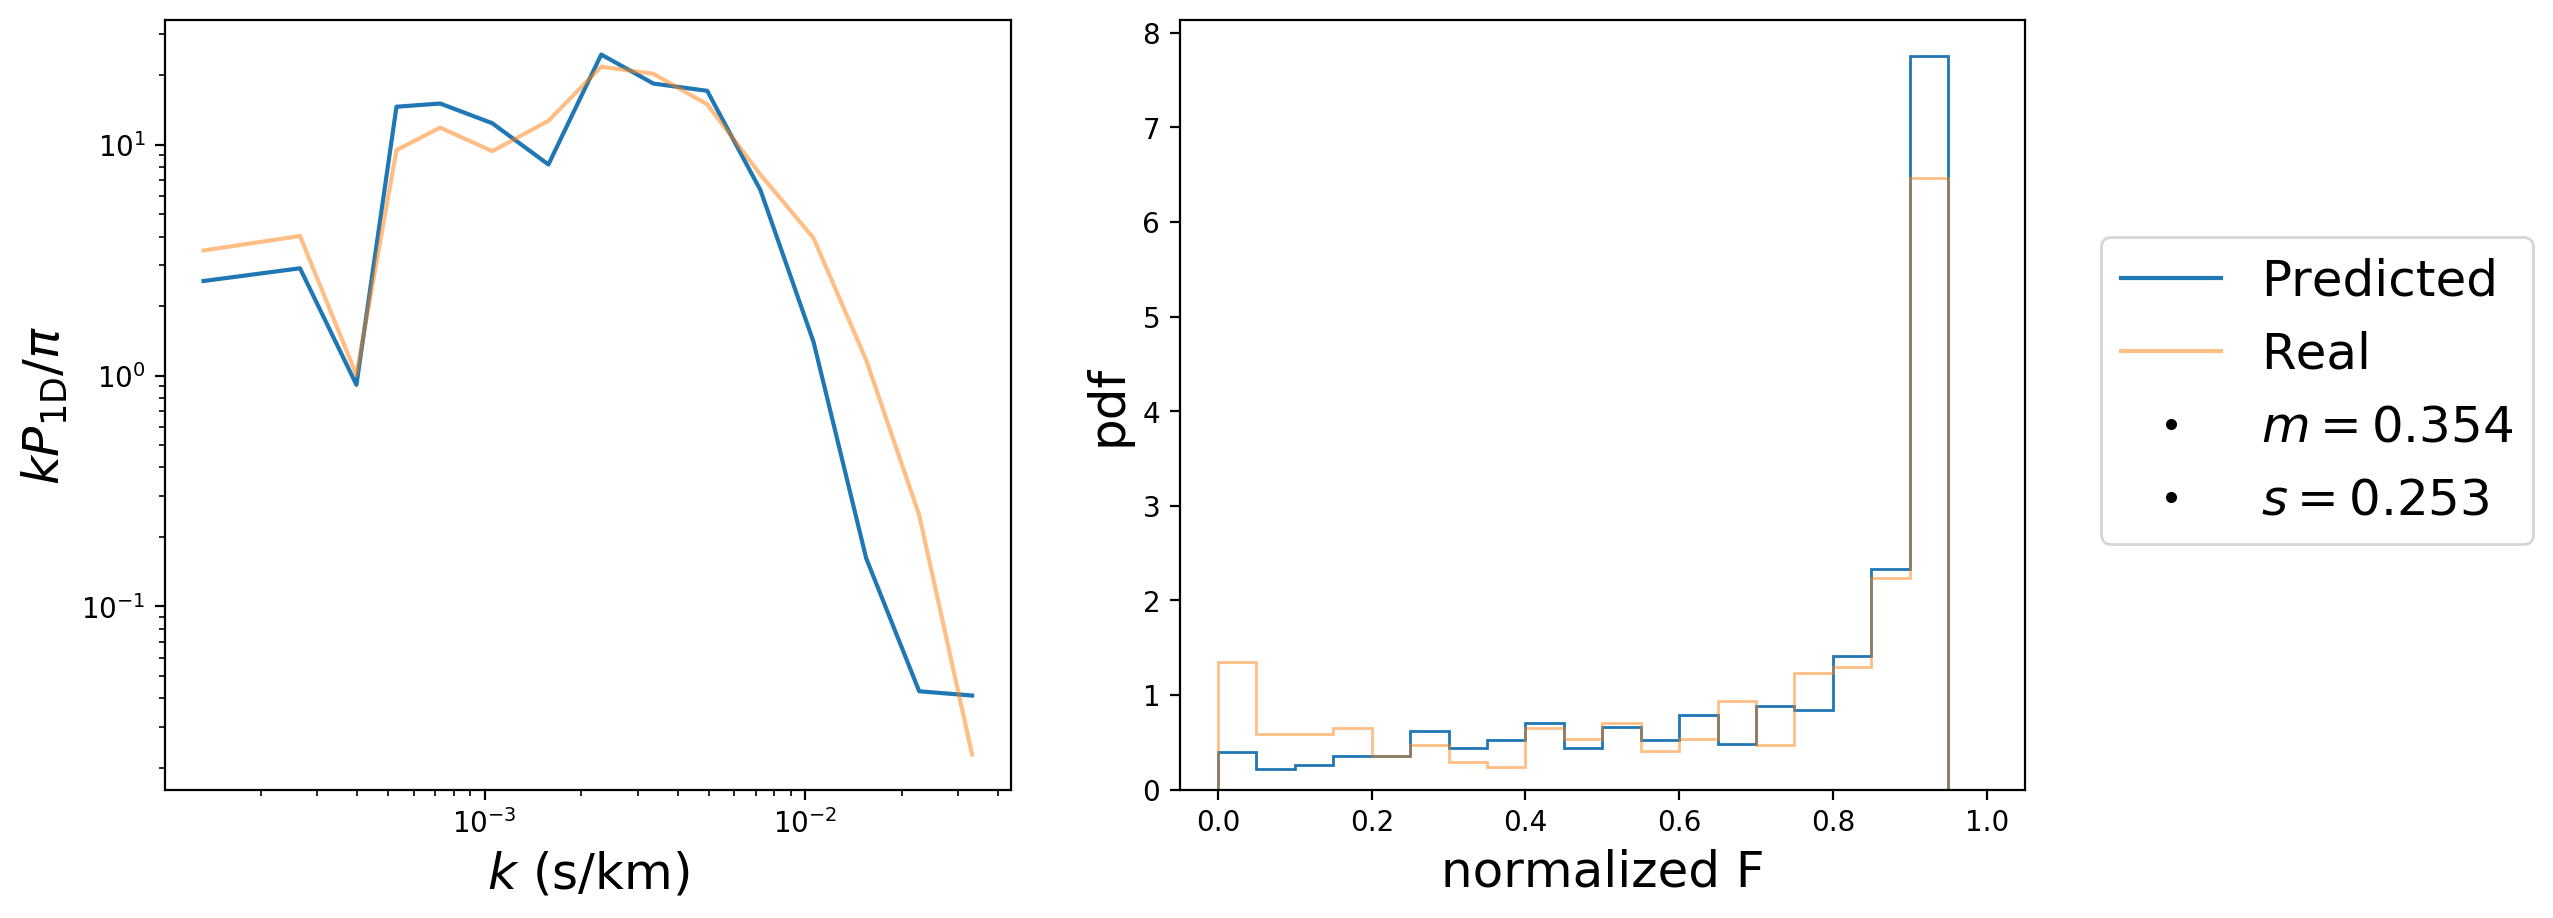 10¹
10⁰
10⁻¹
kP₁D/π
10⁻³ 10⁻²
k (s/km)
8
7
6
5
4
3
2
1
0
pdf
0.0 0.2 0.4 0.6 0.8 1.0
normalized F
Predicted
Real
m = 0.354
s = 0.253